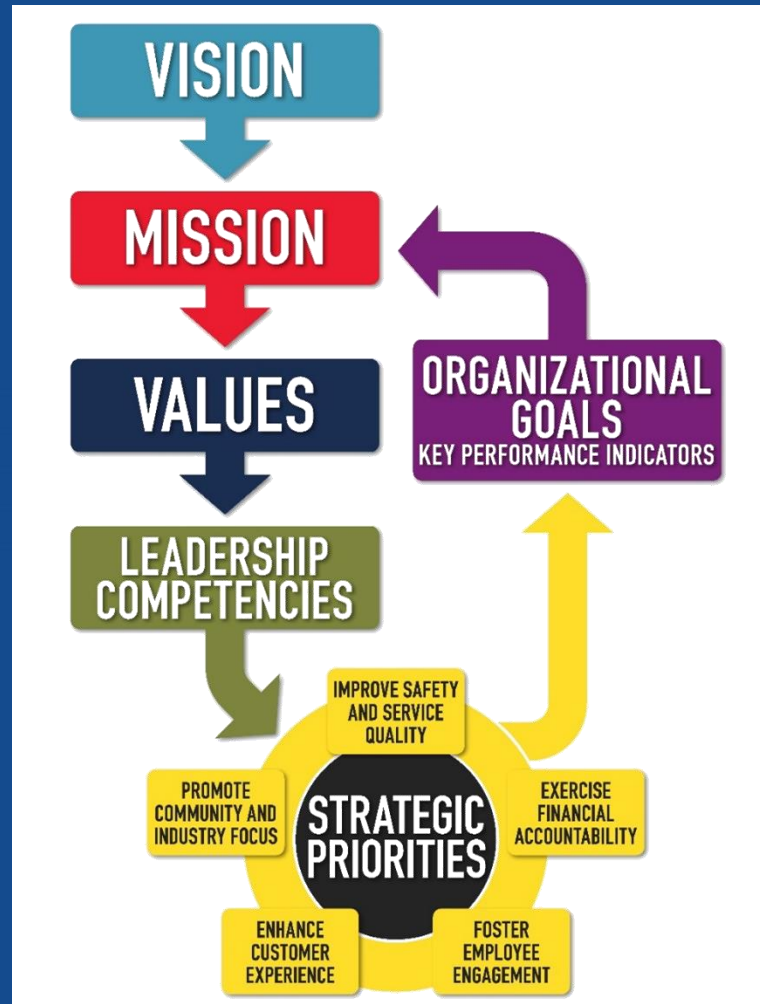 VISION
MISSION
VALUES
LEADERSHIP
COMPETENCIES
ORGANIZATIONAL
GOALS
KEY PERFORMANCE INDICATORS
IMPROVE SAFETY
AND SERVICE
QUALITY
PROMOTE
COMMUNITY AND
INDUSTRY FOCUS
STRATEGIC
PRIORITIES
EXERCISE
FINANCIAL
ACCOUNTABILITY
ENHANCE
CUSTOMER
EXPERIENCE
FOSTER
EMPLOYEE
ENGAGEMENT